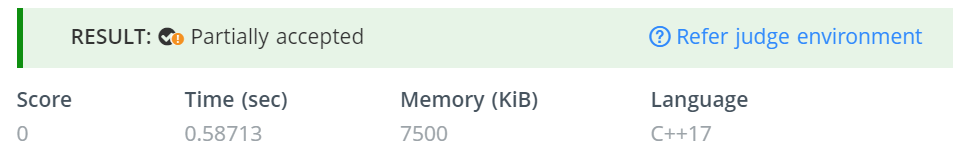 RESULT: Partially accepted Refer judge environment
Score Time (sec) Memory (KiB) Language
0 0.58713 7500 C++17